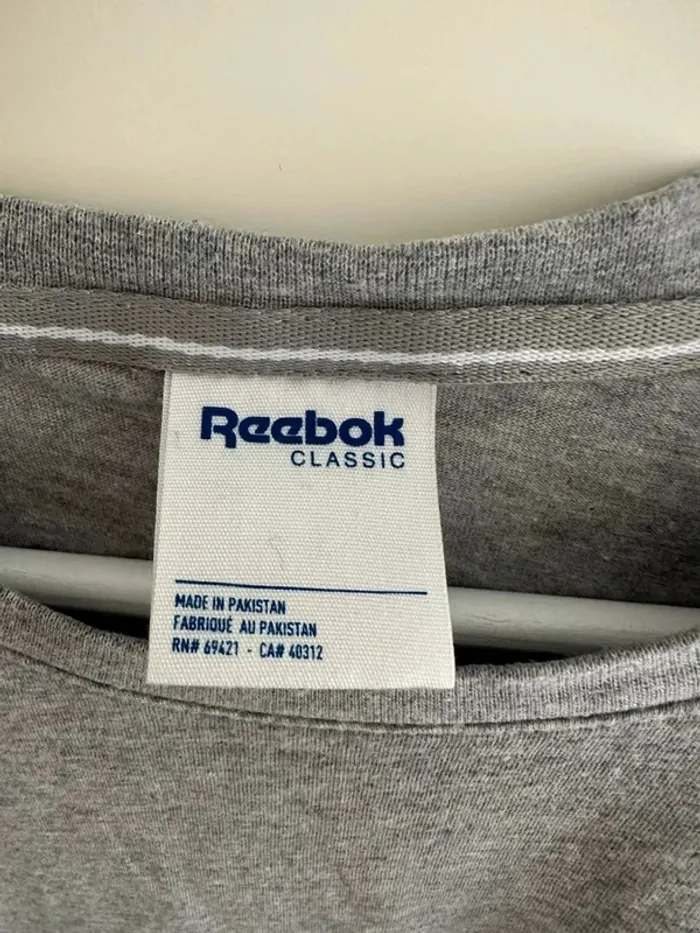 Reebok
CLASSIC
MADE IN PAKISTAN
FABRIQUÉ AU PAKISTAN
RN# 69421 - CA# 40312